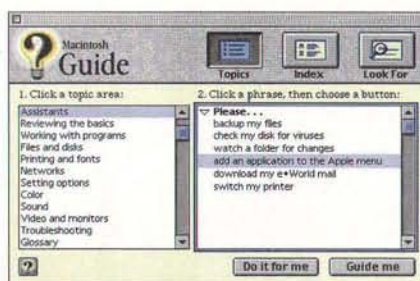 Macintosh
Guide
Topics
Index
Look For
1. Click a topic area:
Assistants
Reviewing the basics
Working with programs
Files and disks
Printing and fonts
Networks
Setting options
Color
Sound
Video and monitors
Troubleshooting
Glossary
2. Click a phrase, then choose a button:
▽ Please...
backup my files
check my disk for viruses
watch a folder for changes
add an application to the Apple menu
download my e•World mail
switch my printer
?
Do it for me
Guide me